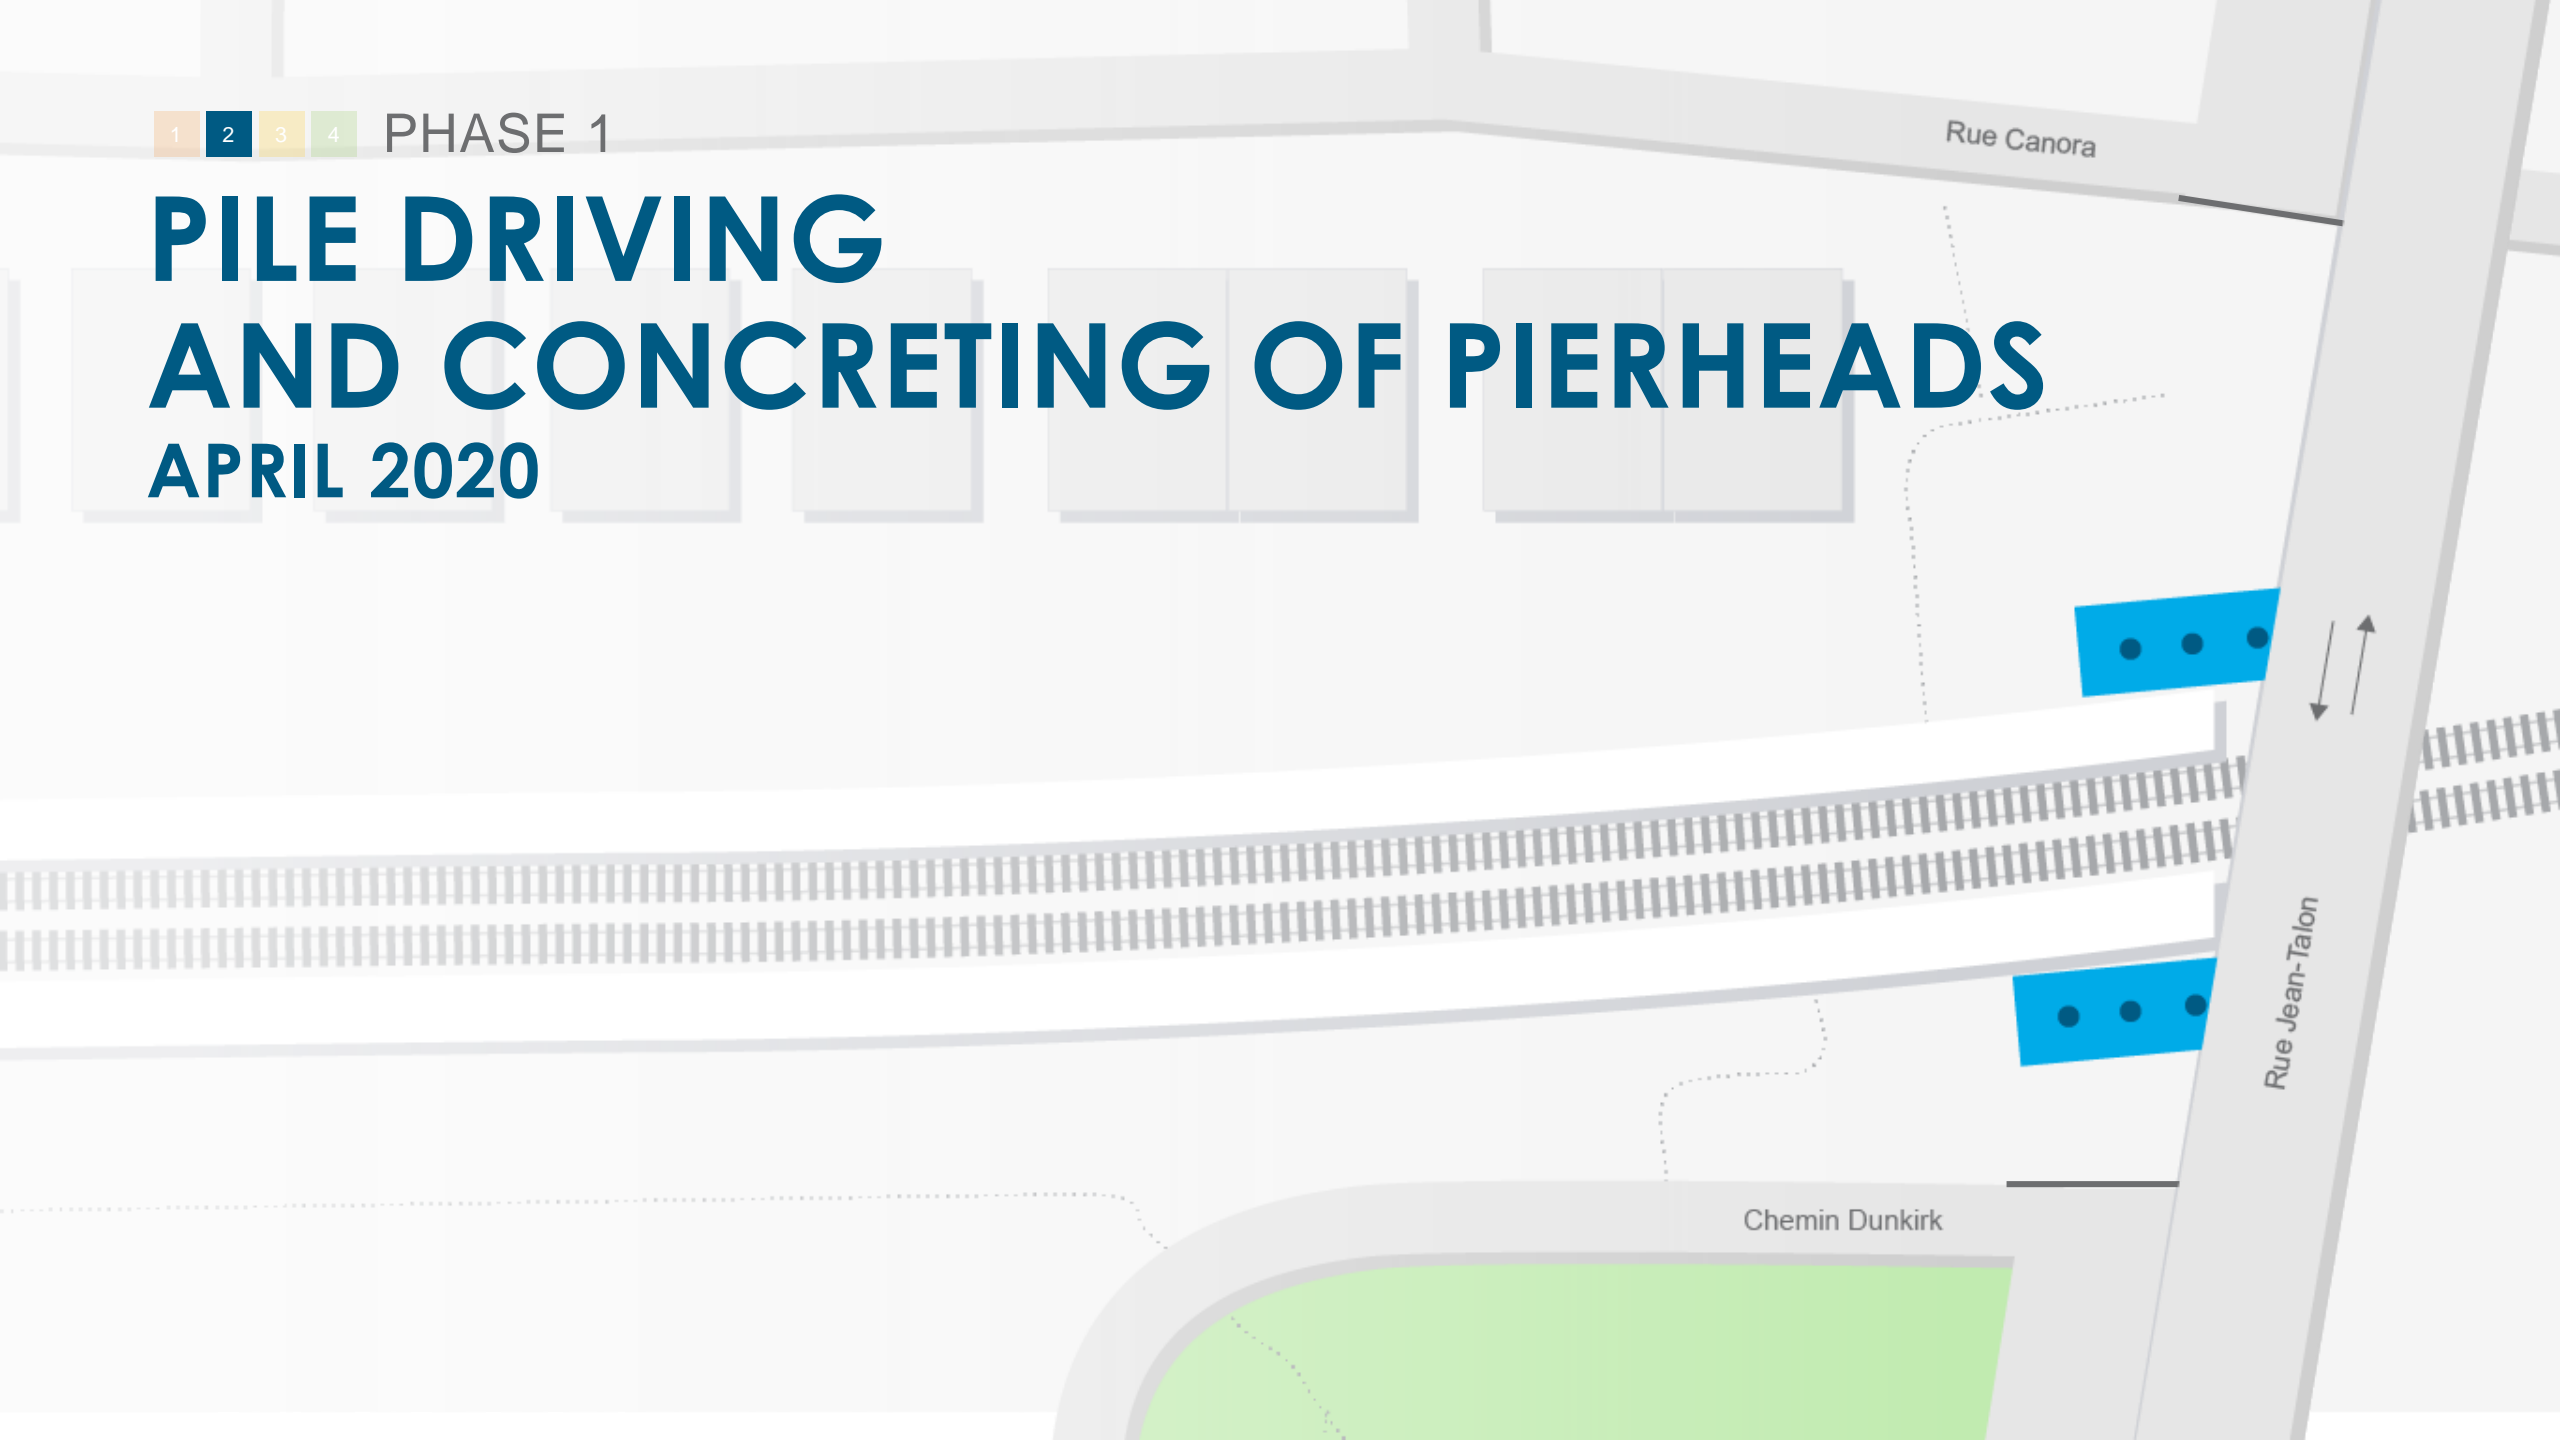 1 2 3 4 PHASE 1
PILE DRIVING
AND CONCRETING OF PIERHEADS
APRIL 2020
Rue Canora
Rue Jean-Talon
Chemin Dunkirk